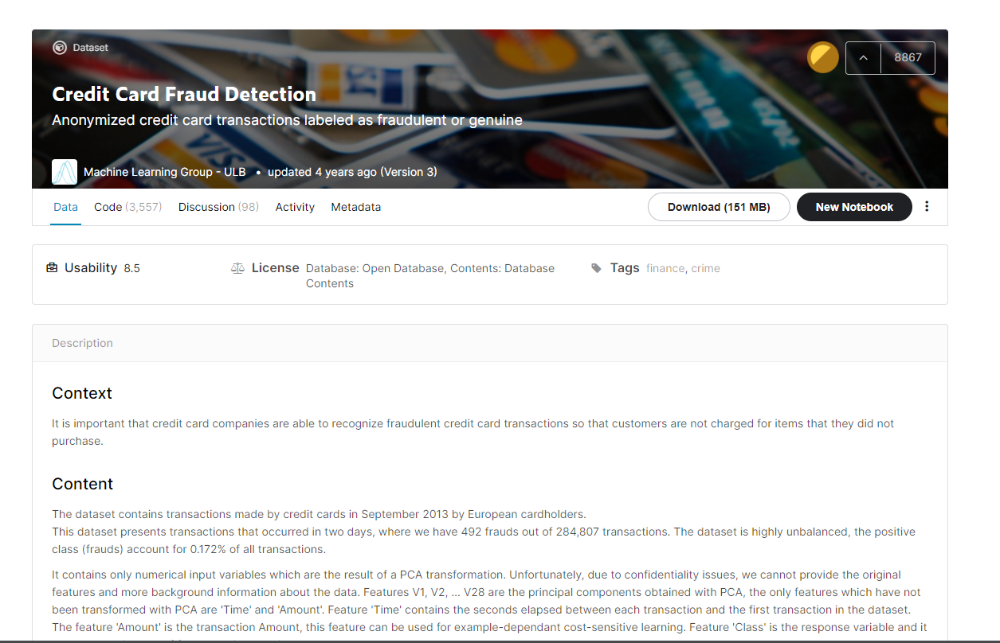 Dataset
8867
Credit Card Fraud Detection
Anonymized credit card transactions labeled as fraudulent or genuine
VISA
Machine Learning Group - ULB • updated 4 years ago (Version 3)
Data Code (3,557) Discussion (98) Activity Metadata Download (151 MB) New Notebook
Usability 8.5 License Database: Open Database, Contents: Database Tags finance, crime
Contents
Description
Context
It is important that credit card companies are able to recognize fraudulent credit card transactions so that customers are not charged for items that they did not
purchase.
Content
The dataset contains transactions made by credit cards in September 2013 by European cardholders.
This dataset presents transactions that occurred in two days, where we have 492 frauds out of 284,807 transactions. The dataset is highly unbalanced, the positive
class (frauds) account for 0.172% of all transactions.
It contains only numerical input variables which are the result of a PCA transformation. Unfortunately, due to confidentiality issues, we cannot provide the original
features and more background information about the data. Features V1, V2, … V28 are the principal components obtained with PCA, the only features which have not
been transformed with PCA are 'Time' and 'Amount'. Feature 'Time' contains the seconds elapsed between each transaction and the first transaction in the dataset.
The feature 'Amount' is the transaction Amount, this feature can be used for example-dependant cost-sensitive learning. Feature 'Class' is the response variable and it